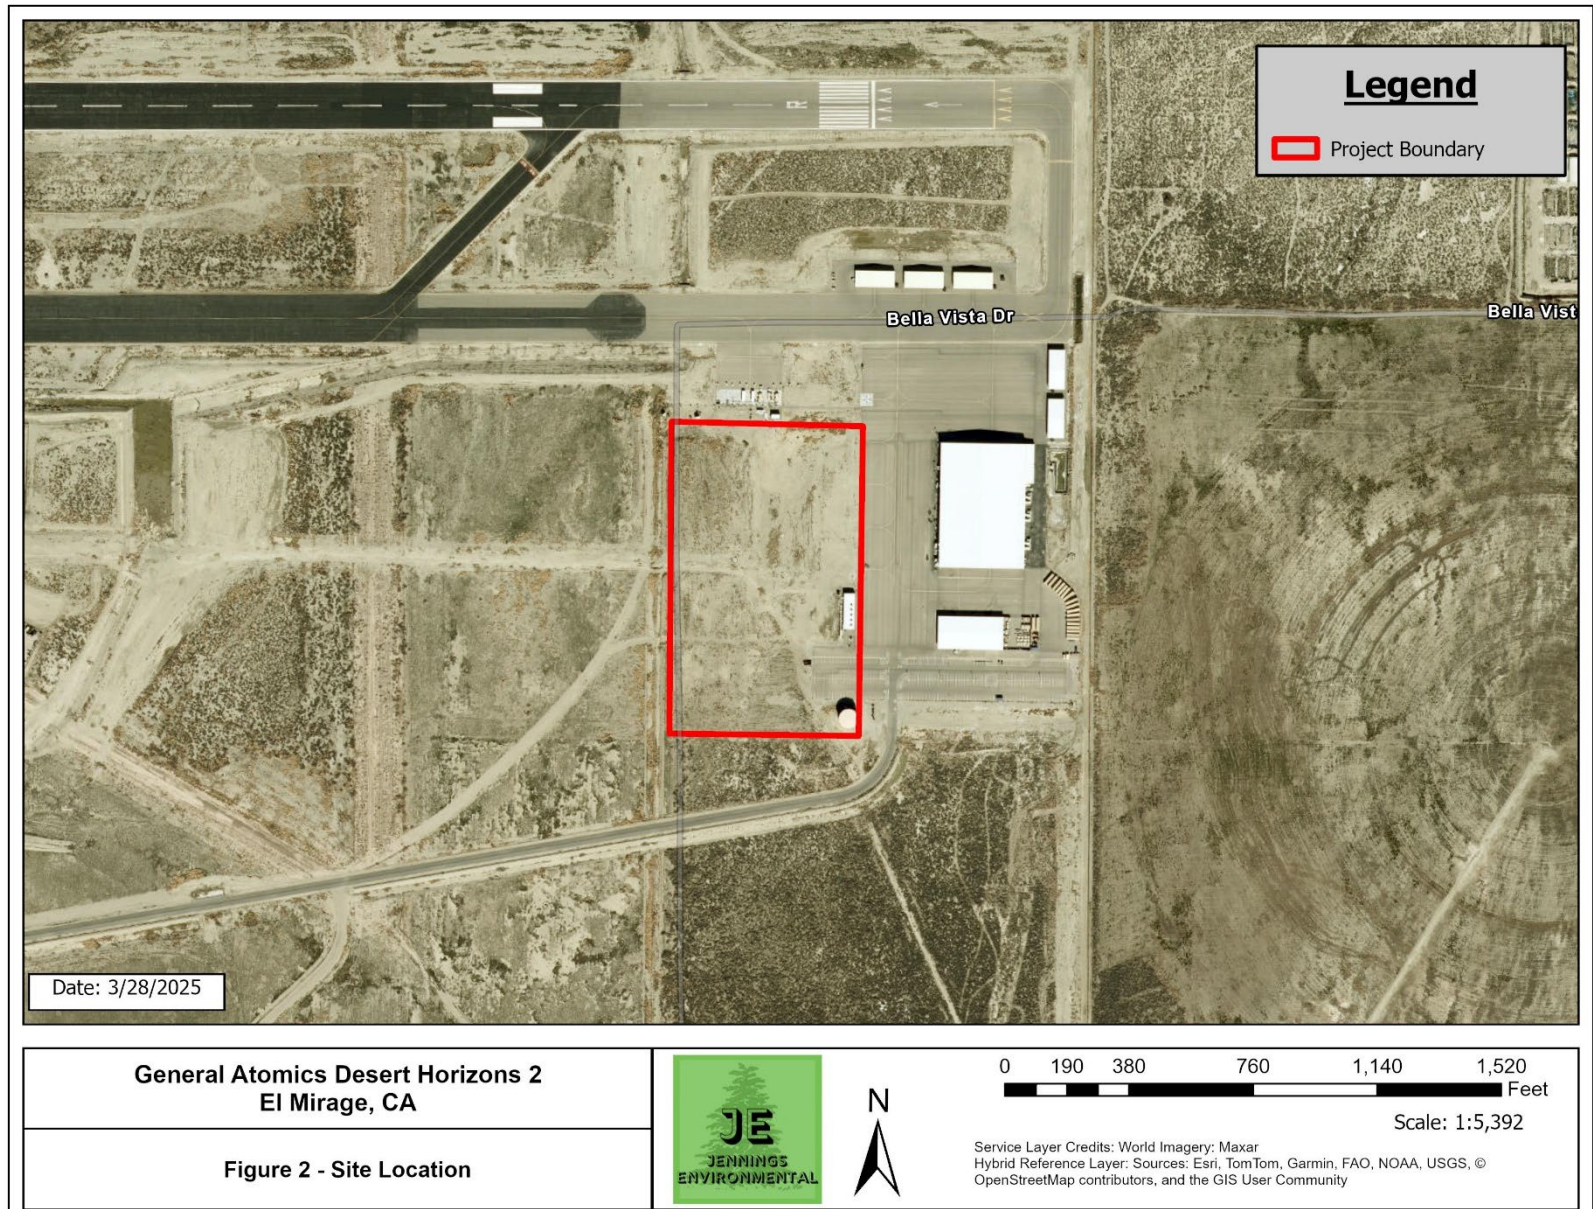 Legend
Project Boundary
Bella Vista Dr
Bella Vist
Date: 3/28/2025
General Atomics Desert Horizons 2
El Mirage, CA
Figure 2 - Site Location
JE
JENNINGS
ENVIRONMENTAL
N
0 190 380 760 1,140 1,520
Feet
Scale: 1:5,392
Service Layer Credits: World Imagery: Maxar
Hybrid Reference Layer: Sources: Esri, TomTom, Garmin, FAO, NOAA, USGS, ©
OpenStreetMap contributors, and the GIS User Community